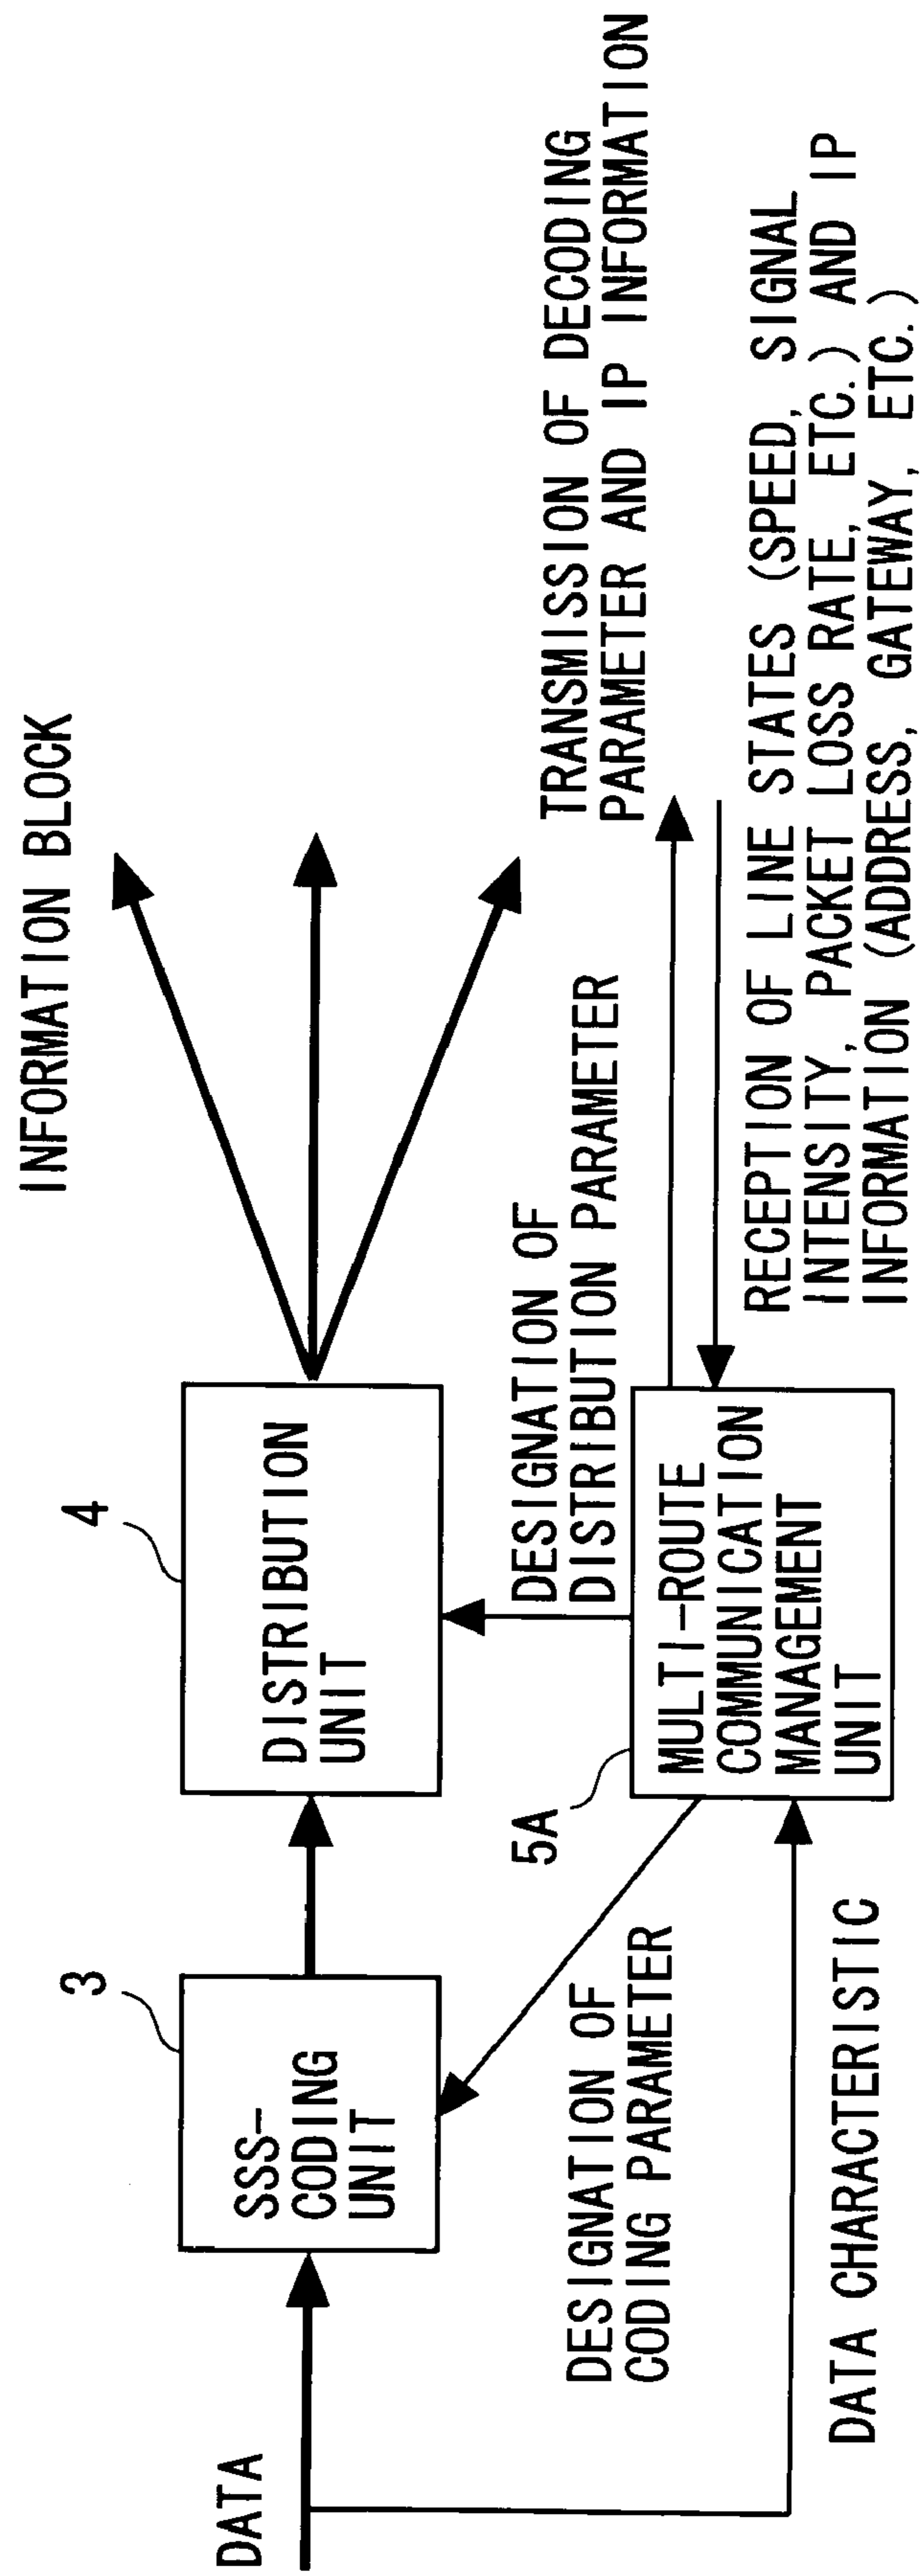 INFORMATION BLOCK
3
4
SSS-
CODING
UNIT
DISTRIBUTION
UNIT
DATA
DESIGNATION OF
CODING PARAMETER
DESIGNATION OF
DISTRIBUTION PARAMETER
TRANSMISSION OF DECODING
PARAMETER AND IP INFORMATION
5A
MULTI-ROUTE
COMMUNICATION
MANAGEMENT
UNIT
DATA CHARACTERISTIC
RECEPTION OF LINE STATES (SPEED, SIGNAL
INTENSITY, PACKET LOSS RATE, ETC.) AND IP
INFORMATION (ADDRESS, GATEWAY, ETC.)